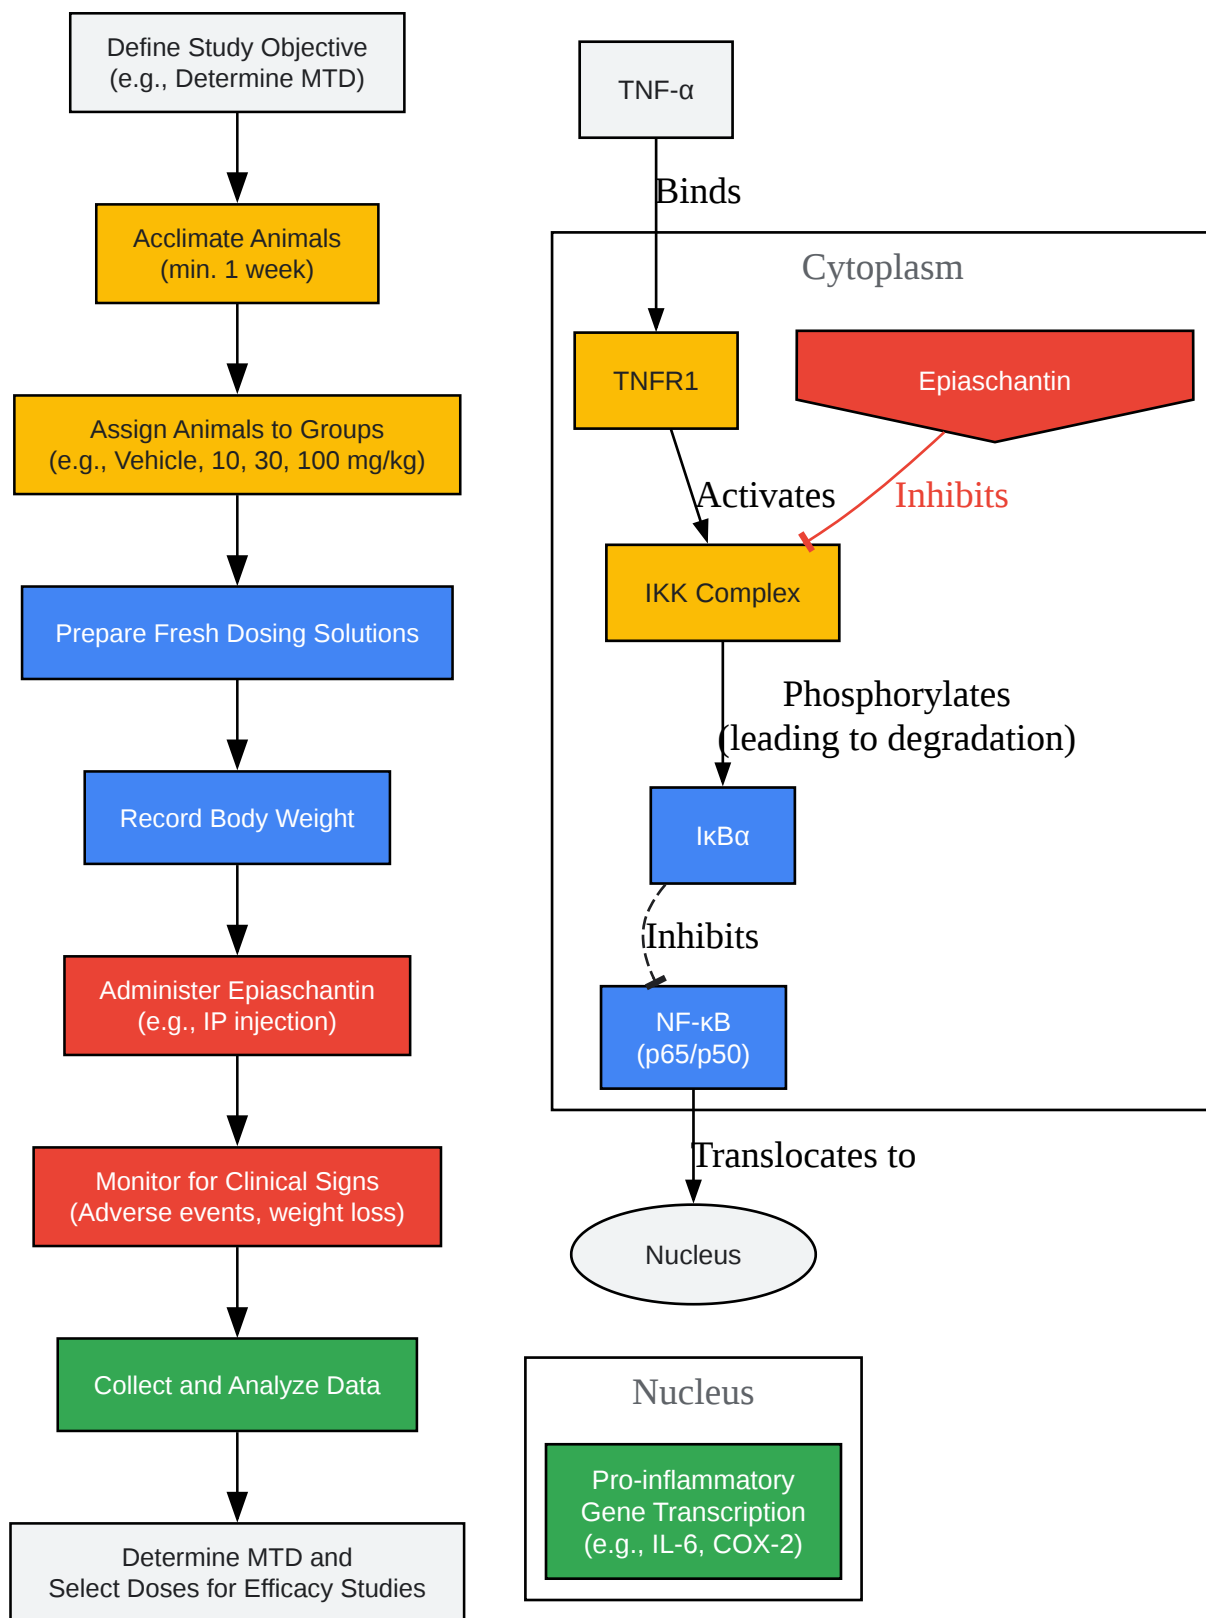 Define Study Objective
(e.g., Determine MTD)
Acclimate Animals
(min. 1 week)
Assign Animals to Groups
(e.g., Vehicle, 10, 30, 100 mg/kg)
Prepare Fresh Dosing Solutions
Record Body Weight
Administer Epiaschantin
(e.g., IP injection)
Monitor for Clinical Signs
(Adverse events, weight loss)
Collect and Analyze Data
Determine MTD and
Select Doses for Efficacy Studies
TNF-α
Binds
Cytoplasm
TNFR1
Epiaschantin
Activates
Inhibits
IKK Complex
Phosphorylates
(leading to degradation)
IκBα
Inhibits
NF-κB
(p65/p50)
Translocates to
Nucleus
Nucleus
Pro-inflammatory
Gene Transcription
(e.g., IL-6, COX-2)